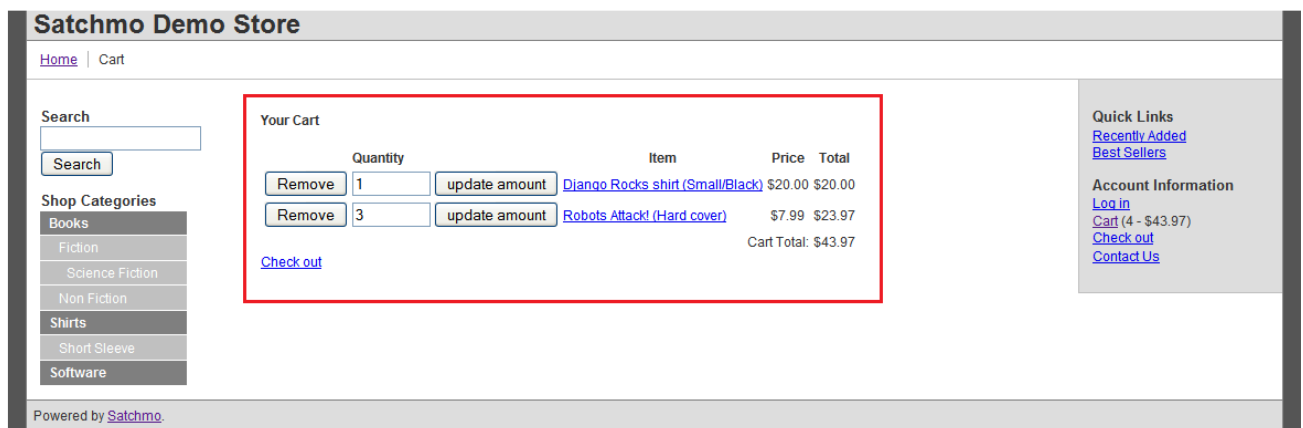 Satchmo Demo Store
Home Cart
Search
Search
Shop Categories
Books
Fiction
Science Fiction
Non Fiction
Shirts
Short Sleeve
Software
Your Cart
Quantity Item Price Total
Remove 1 update amount Django Rocks shirt (Small/Black) $20.00 $20.00
Remove 3 update amount Robots Attack! (Hard cover) $7.99 $23.97
Cart Total: $43.97
Check out
Quick Links
Recently Added
Best Sellers
Account Information
Log in
Cart (4 - $43.97)
Check out
Contact Us
Powered by Satchmo.